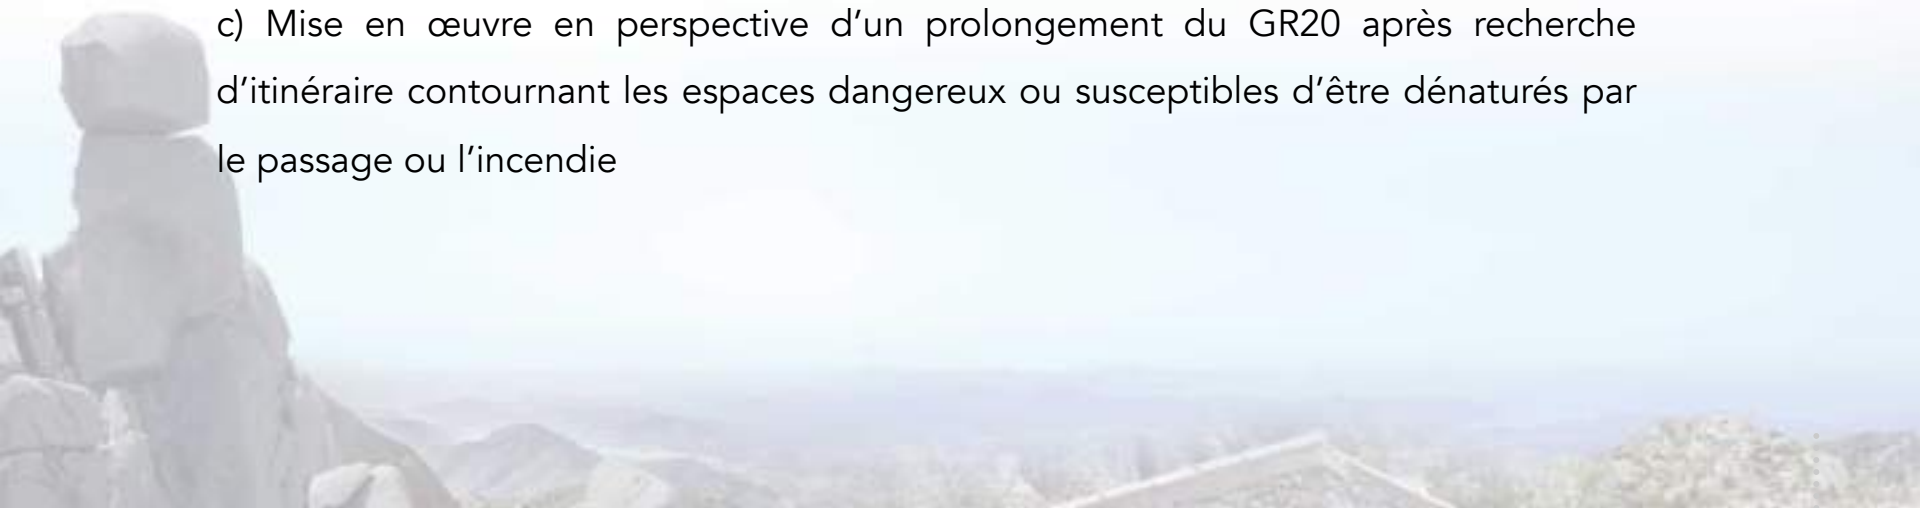 c) Mise en œuvre en perspective d’un prolongement du GR20 après recherche
d’itinéraire contournant les espaces dangereux ou susceptibles d’être dénaturés par
le passage ou l’incendie